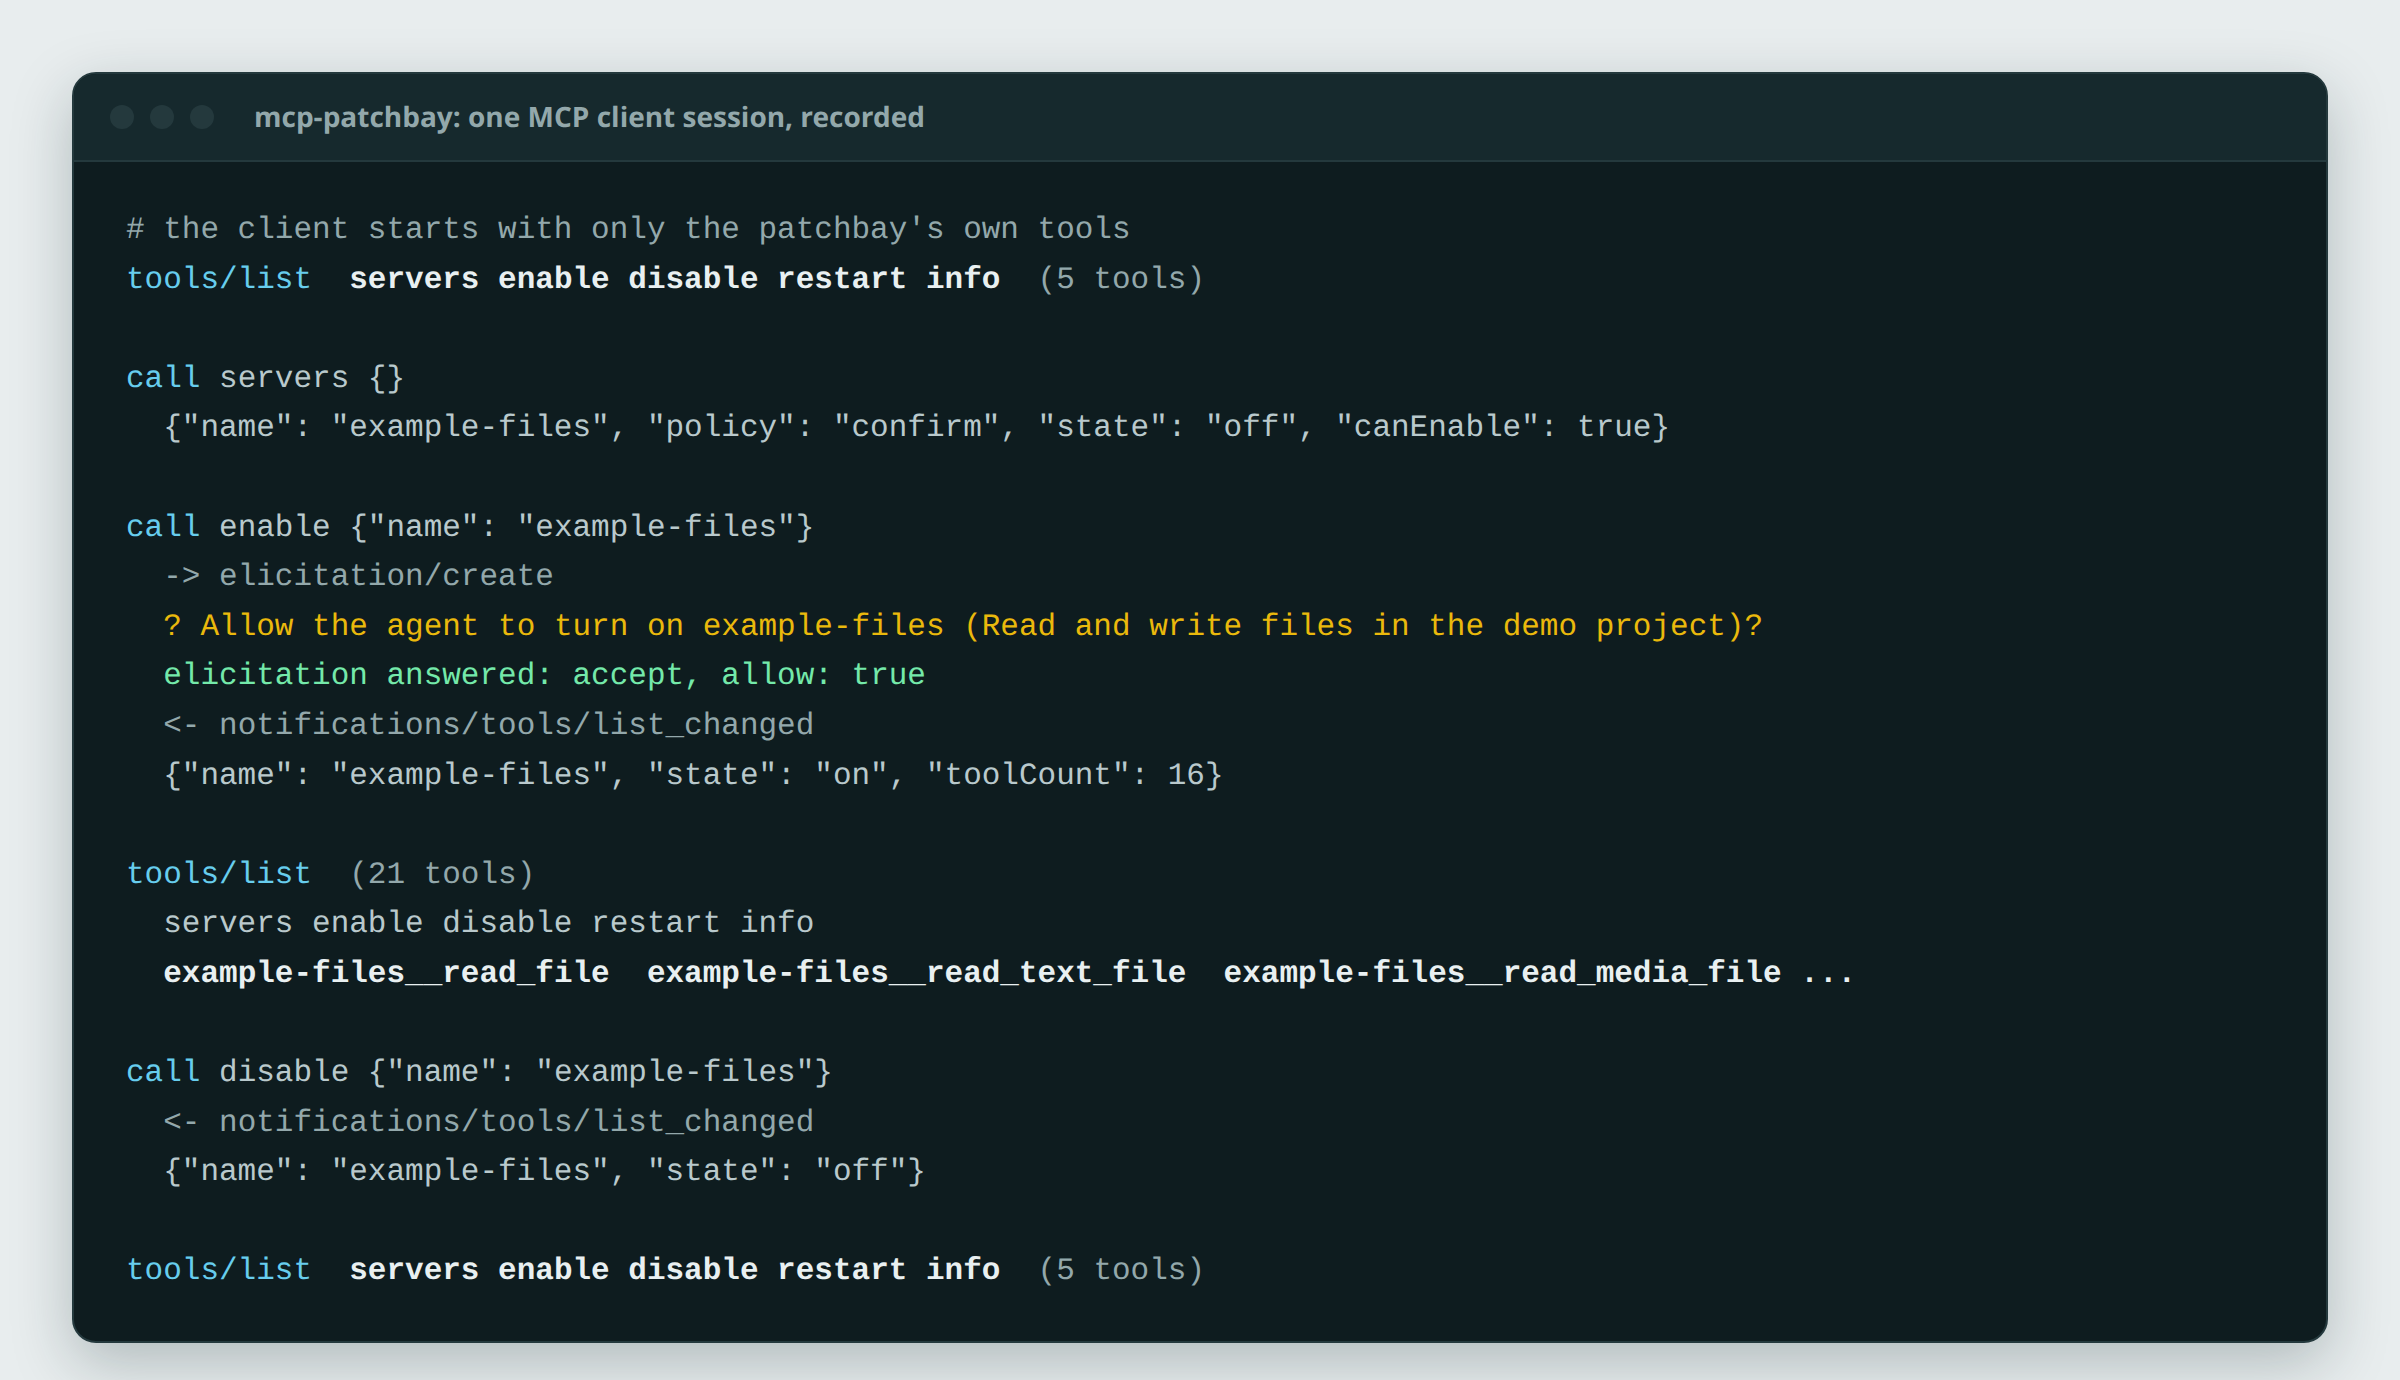 mcp-patchbay: one MCP client session, recorded
# the client starts with only the patchbay's own tools
tools/list  servers enable disable restart info  (5 tools)
call servers {}
{"name": "example-files", "policy": "confirm", "state": "off", "canEnable": true}
call enable {"name": "example-files"}
-> elicitation/create
? Allow the agent to turn on example-files (Read and write files in the demo project)?
elicitation answered: accept, allow: true
<- notifications/tools/list_changed
{"name": "example-files", "state": "on", "toolCount": 16}
tools/list  (21 tools)
servers enable disable restart info
example-files__read_file  example-files__read_text_file  example-files__read_media_file ...
call disable {"name": "example-files"}
<- notifications/tools/list_changed
{"name": "example-files", "state": "off"}
tools/list  servers enable disable restart info  (5 tools)